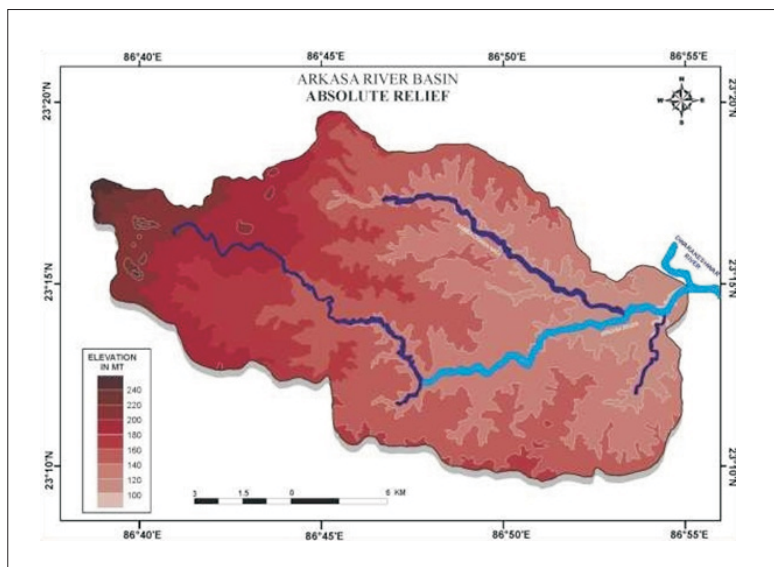 86°40'E
86°45'E
86°50'E
86°55'E
ARKASA RIVER BASIN
ABSOLUTE RELIEF
N
W
E
S
23°20'N
23°20'N
DWARAKESHWAR
RIVER
23°15'N
23°15'N
ELEVATION
IN MT
240
220
200
180
160
140
120
100
23°10'N
23°10'N
3
1.5
0
6
KM
86°40'E
86°45'E
86°50'E
86°55'E